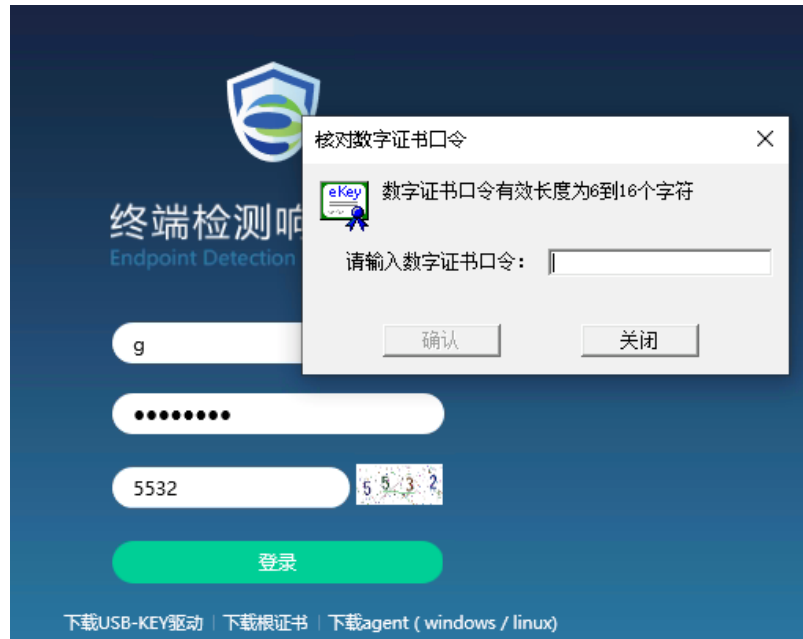 核对数字证书口令
eKey
数字证书口令有效长度为6到16个字符
请输入数字证书口令：
确认
关闭
终端检测响
Endpoint Detection
g
5532
5532
登录
下载USB-KEY驱动 | 下载根证书 | 下载agent ( windows / linux)